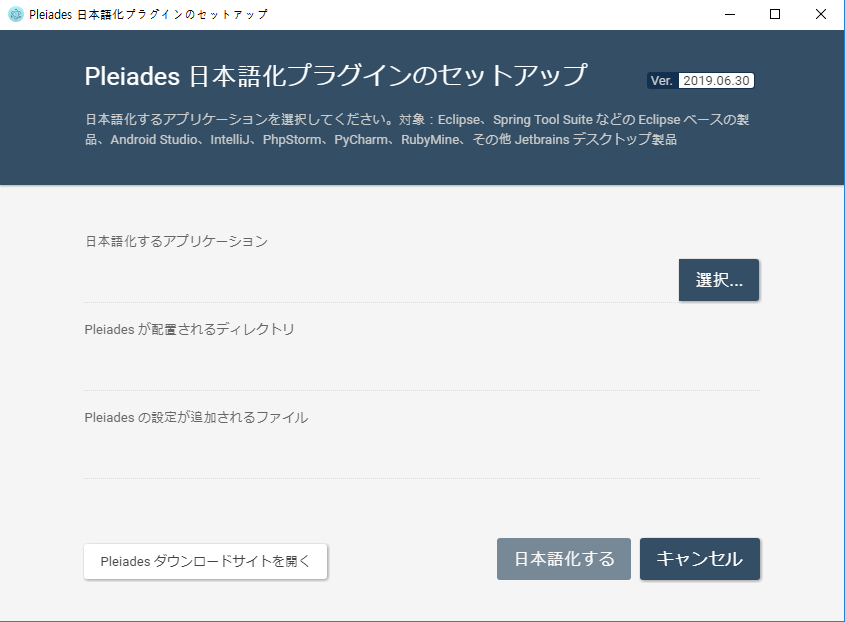 Pleiades 日本語化プラグインのセットアップ
Pleiades 日本語化プラグインのセットアップ
Ver. 2019.06.30
日本語化するアプリケーションを選択してください。対象：Eclipse、Spring Tool Suite などの Eclipse ベースの製
品、Android Studio、IntelliJ、PhpStorm、PyCharm、RubyMine、その他 Jetbrains デスクトップ製品
日本語化するアプリケーション
選択...
Pleiades が配置されるディレクトリ
Pleiades の設定が追加されるファイル
Pleiades ダウンロードサイトを開く
日本語化する
キャンセル